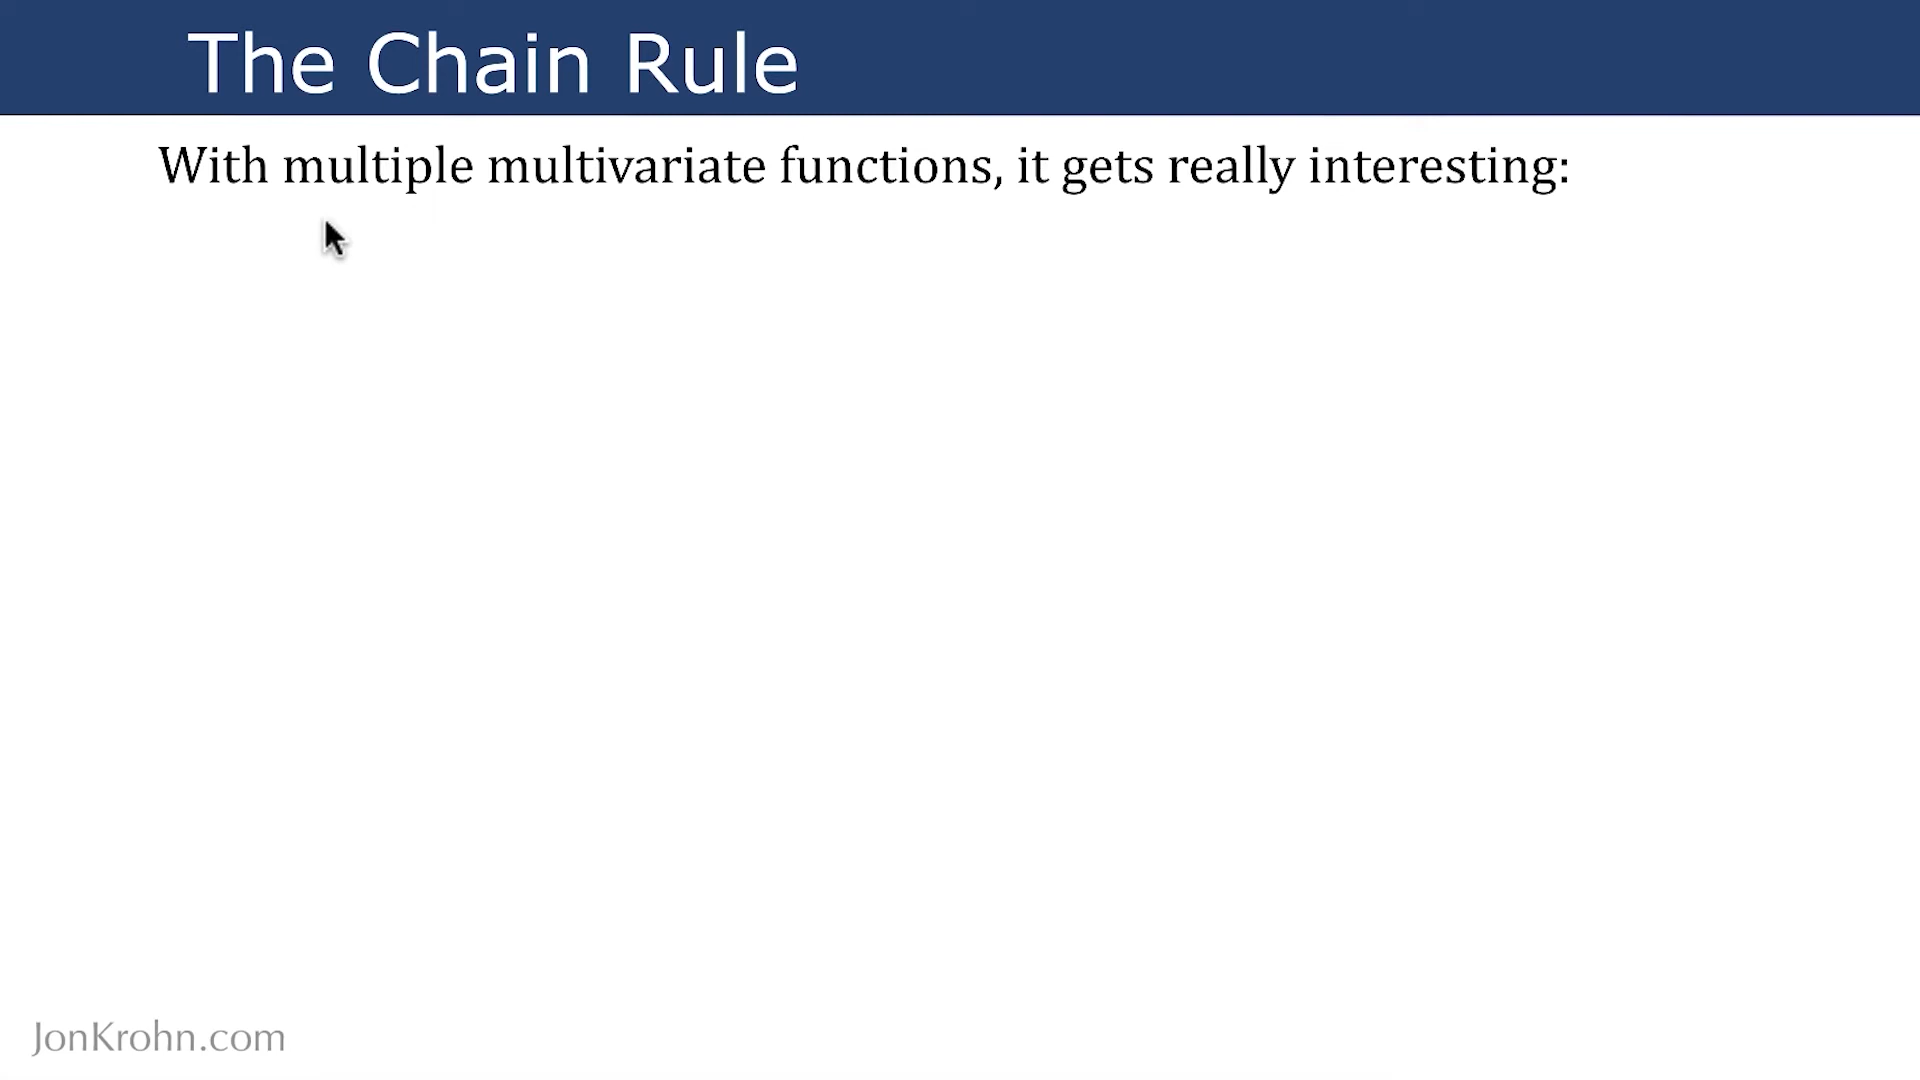 The Chain Rule
With multiple multivariate functions, it gets really interesting:
JonKrohn.com